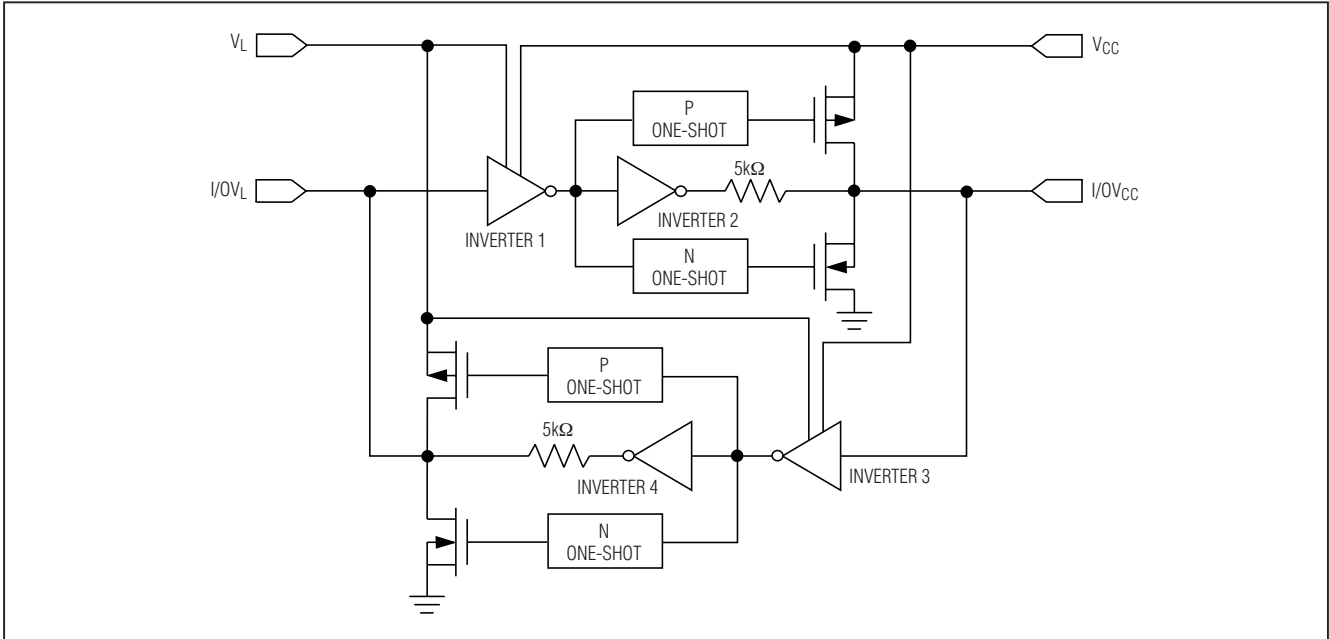 VL
VCC
P
ONE-SHOT
5kΩ
I/OVL
I/OVCC
INVERTER 1
INVERTER 2
N
ONE-SHOT
P
ONE-SHOT
5kΩ
INVERTER 4
INVERTER 3
N
ONE-SHOT